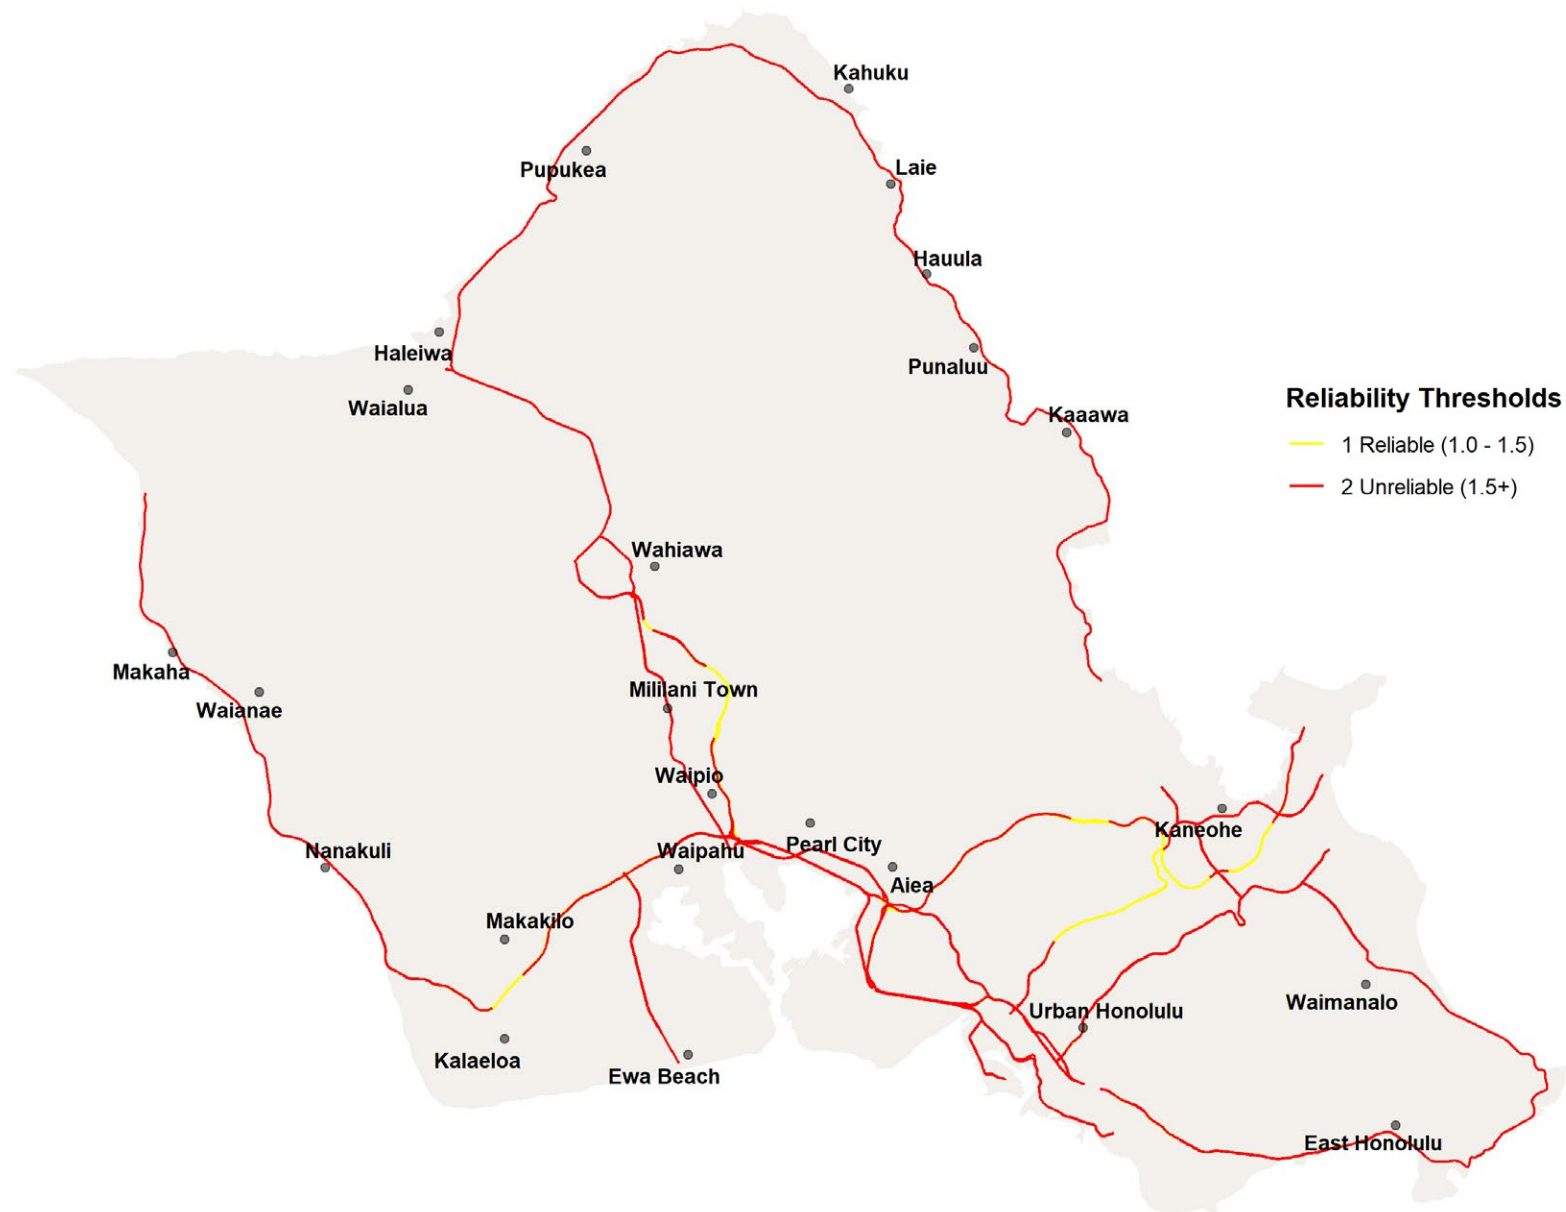 Kahuku
Pupukea
Laie
Hauula
Haleiwa
Punaluu
Waialua
Kaaawa
Reliability Thresholds
1 Reliable (1.0 - 1.5)
2 Unreliable (1.5+)
Wahiawa
Makaha
Mililani Town
Waianae
Waipio
Kaneohe
Nanakuli
Waipahu
Pearl City
Aiea
Makakilo
Waimanalo
Urban Honolulu
Kalaeloa
Ewa Beach
East Honolulu